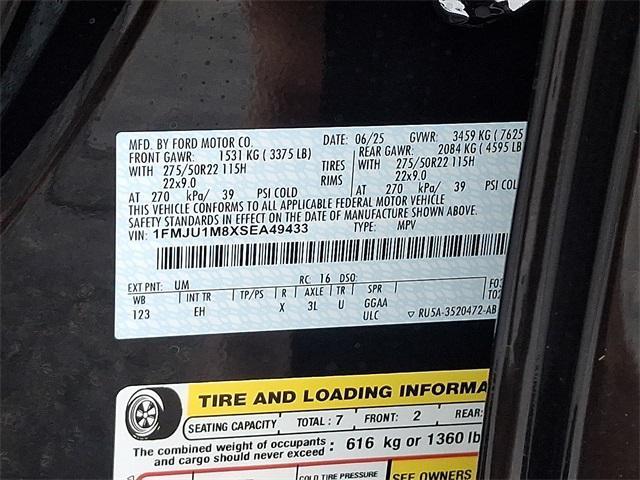 MFD. BY FORD MOTOR CO. DATE: 06/25 GVWR: 3459 KG ( 7625
FRONT GAWR: 1531 KG ( 3375 LB) REAR GAWR: 2084 KG ( 4595 LB
WITH 275/50R22 115H TIRES WITH 275/50R22 115H
22x9.0 RIMS 22x9.0
AT 270 kPa/ 39 PSI COLD AT 270 kPa/ 39 PSI COL
THIS VEHICLE CONFORMS TO ALL APPLICABLE FEDERAL MOTOR VEHICLE
SAFETY STANDARDS IN EFFECT ON THE DATE OF MANUFACTURE SHOWN ABOVE.
VIN: 1FMJU1M8XSEA49433 TYPE: MPV
EXT PNT: UM RC: 16 DSO:
WB INT TR TP/PS R AXLE TR SPR
123 EH X 3L U GGAA
ULC ▽ RU5A-3520472-AB
TIRE AND LOADING INFORMA
SEATING CAPACITY TOTAL : 7 FRONT: 2 REAR:
The combined weight of occupants
and cargo should never exceed : 616 kg or 1360 lb
COLD TIRE PRESSURE
SEE OWNERS